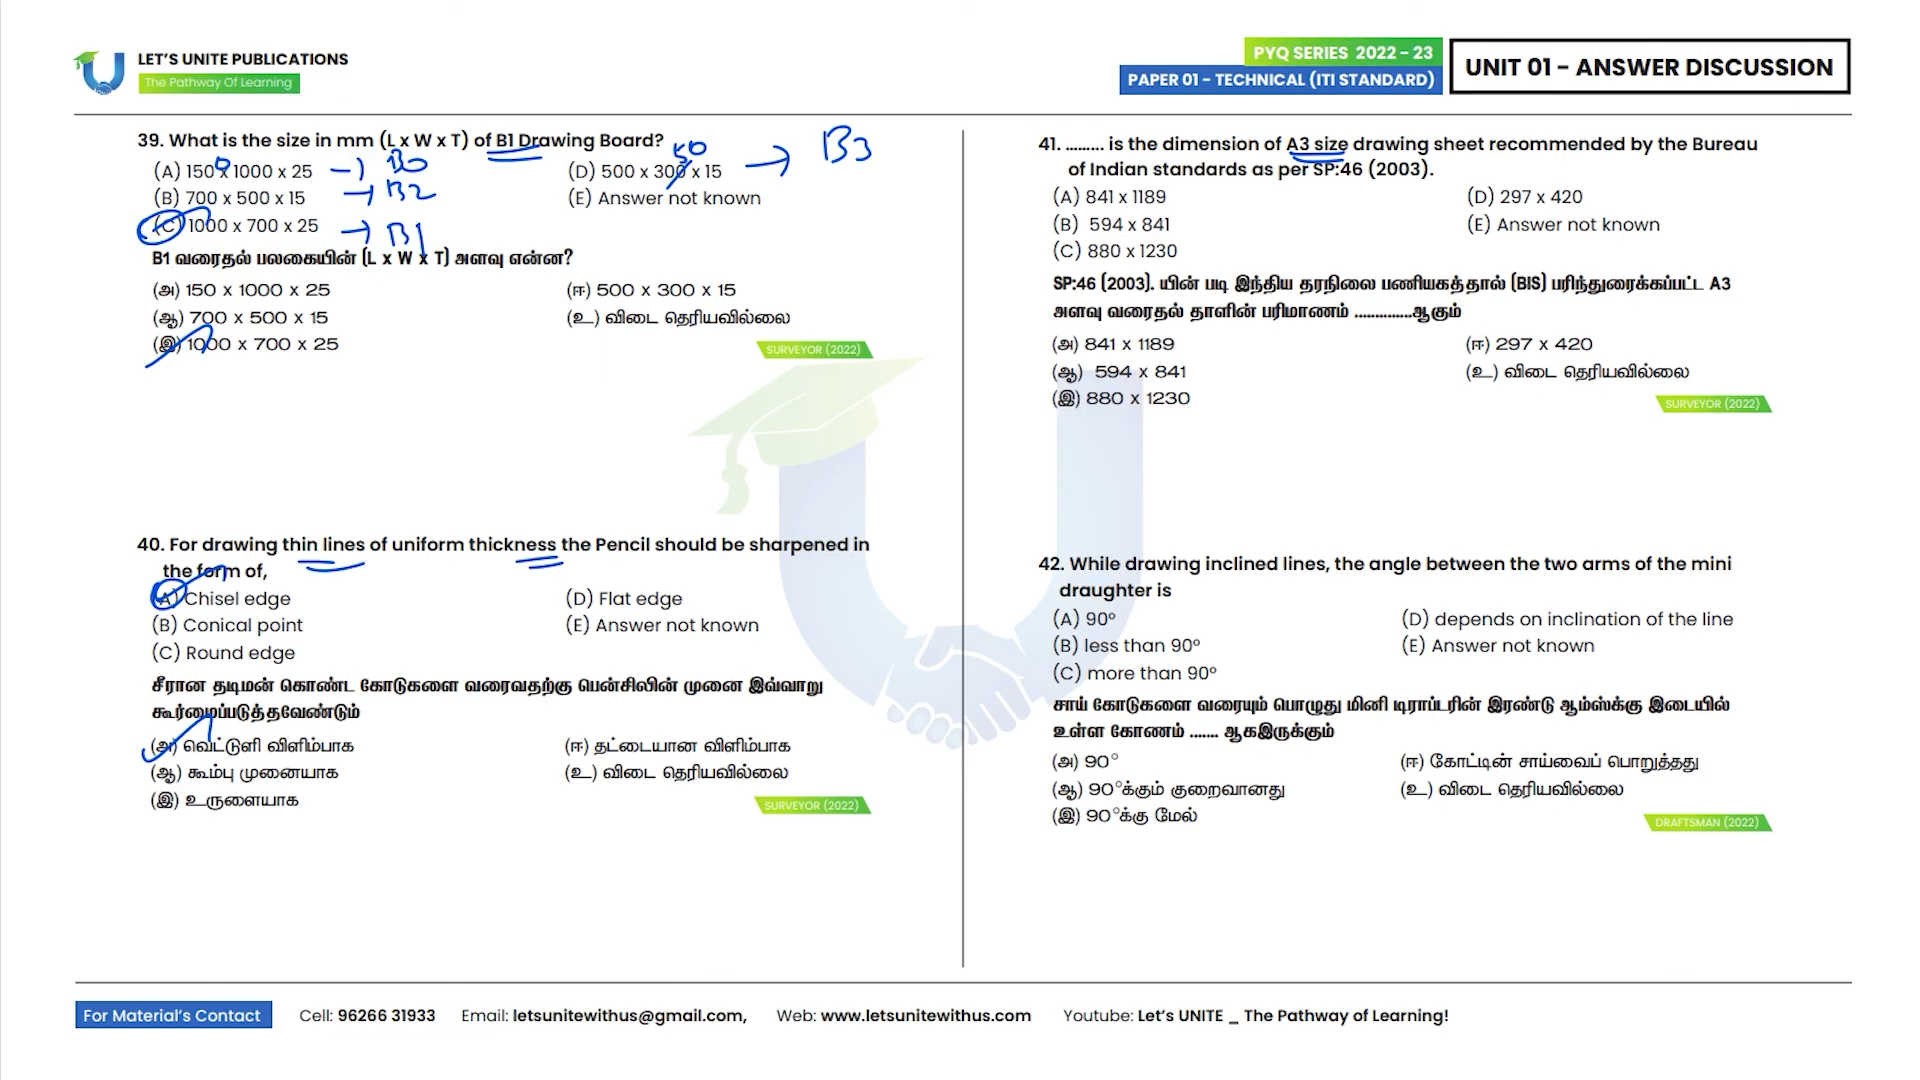 LET'S UNITE PUBLICATIONS
The Pathway Of Learning
PYQ SERIES 2022 - 23
PAPER 01 - TECHNICAL (ITI STANDARD)
UNIT 01 - ANSWER DISCUSSION
39. What is the size in mm (L x W x T) of B1 Drawing Board?
(A) 150 x 1000 x 25
0
→ B0
(B) 700 x 500 x 15
→ B2
(C) 1000 x 700 x 25
→ B1
(D) 500 x 300 x 15
50
→ B3
(E) Answer not known
B1 வரைதல் பலகையின் (L x W x T) அளவு என்ன?
(அ) 150 x 1000 x 25
(ஆ) 700 x 500 x 15
(இ) 1000 x 700 x 25
(ஈ) 500 x 300 x 15
(உ) விடை தெரியவில்லை
SURVEYOR (2022)
40. For drawing thin lines of uniform thickness the Pencil should be sharpened in
the form of,
(A) Chisel edge
(B) Conical point
(C) Round edge
(D) Flat edge
(E) Answer not known
சீரான தடிமன் கொண்ட கோடுகளை வரைவதற்கு பென்சிலின் முனை இவ்வாறு
கூர்மைப்படுத்தவேண்டும்
(அ) வெட்டுளி விளிம்பாக
(ஆ) கூம்பு முனையாக
(இ) உருளையாக
(ஈ) தட்டையான விளிம்பாக
(உ) விடை தெரியவில்லை
SURVEYOR (2022)
41. ......... is the dimension of A3 size drawing sheet recommended by the Bureau
of Indian standards as per SP:46 (2003).
(A) 841 x 1189
(B) 594 x 841
(C) 880 x 1230
(D) 297 x 420
(E) Answer not known
SP:46 (2003). யின் படி இந்திய தரநிலை பணியகத்தால் (BIS) பரிந்துரைக்கப்பட்ட A3
அளவு வரைதல் தாளின் பரிமாணம் ..............ஆகும்
(அ) 841 x 1189
(ஆ) 594 x 841
(இ) 880 x 1230
(ஈ) 297 x 420
(உ) விடை தெரியவில்லை
SURVEYOR (2022)
42. While drawing inclined lines, the angle between the two arms of the mini
draughter is
(A) 90°
(B) less than 90°
(C) more than 90°
(D) depends on inclination of the line
(E) Answer not known
சாய் கோடுகளை வரையும் பொழுது மினி டிராப்டரின் இரண்டு ஆம்ஸ்க்கு இடையில்
உள்ள கோணம் ....... ஆகஇருக்கும்
(அ) 90°
(ஆ) 90°க்கும் குறைவானது
(இ) 90°க்கு மேல்
(ஈ) கோட்டின் சாய்வைப் பொறுத்தது
(உ) விடை தெரியவில்லை
DRAFTSMAN (2022)
For Material's Contact
Cell: 96266 31933
Email: letsunitewithus@gmail.com,
Web: www.letsunitewithus.com
Youtube: Let's UNITE _ The Pathway of Learning!